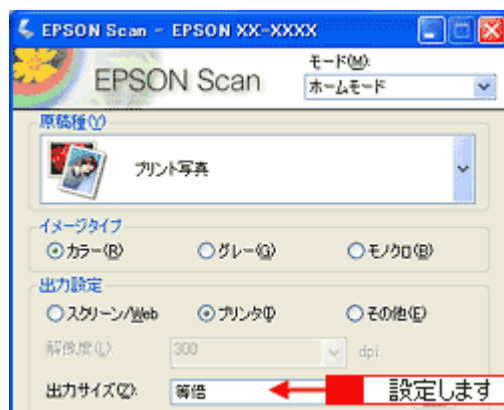 EPSON Scan - EPSON XX-XXXX
EPSON Scan
モード(M):
ホームモード
原稿種(Y)
プリント写真
イメージタイプ
カラー(R) グレー(G) モノクロ(B)
出力設定
スクリーン/Web プリンタ(I) その他(E)
解像度(L): 300 dpi
出力サイズ(Z): 等倍 設定します